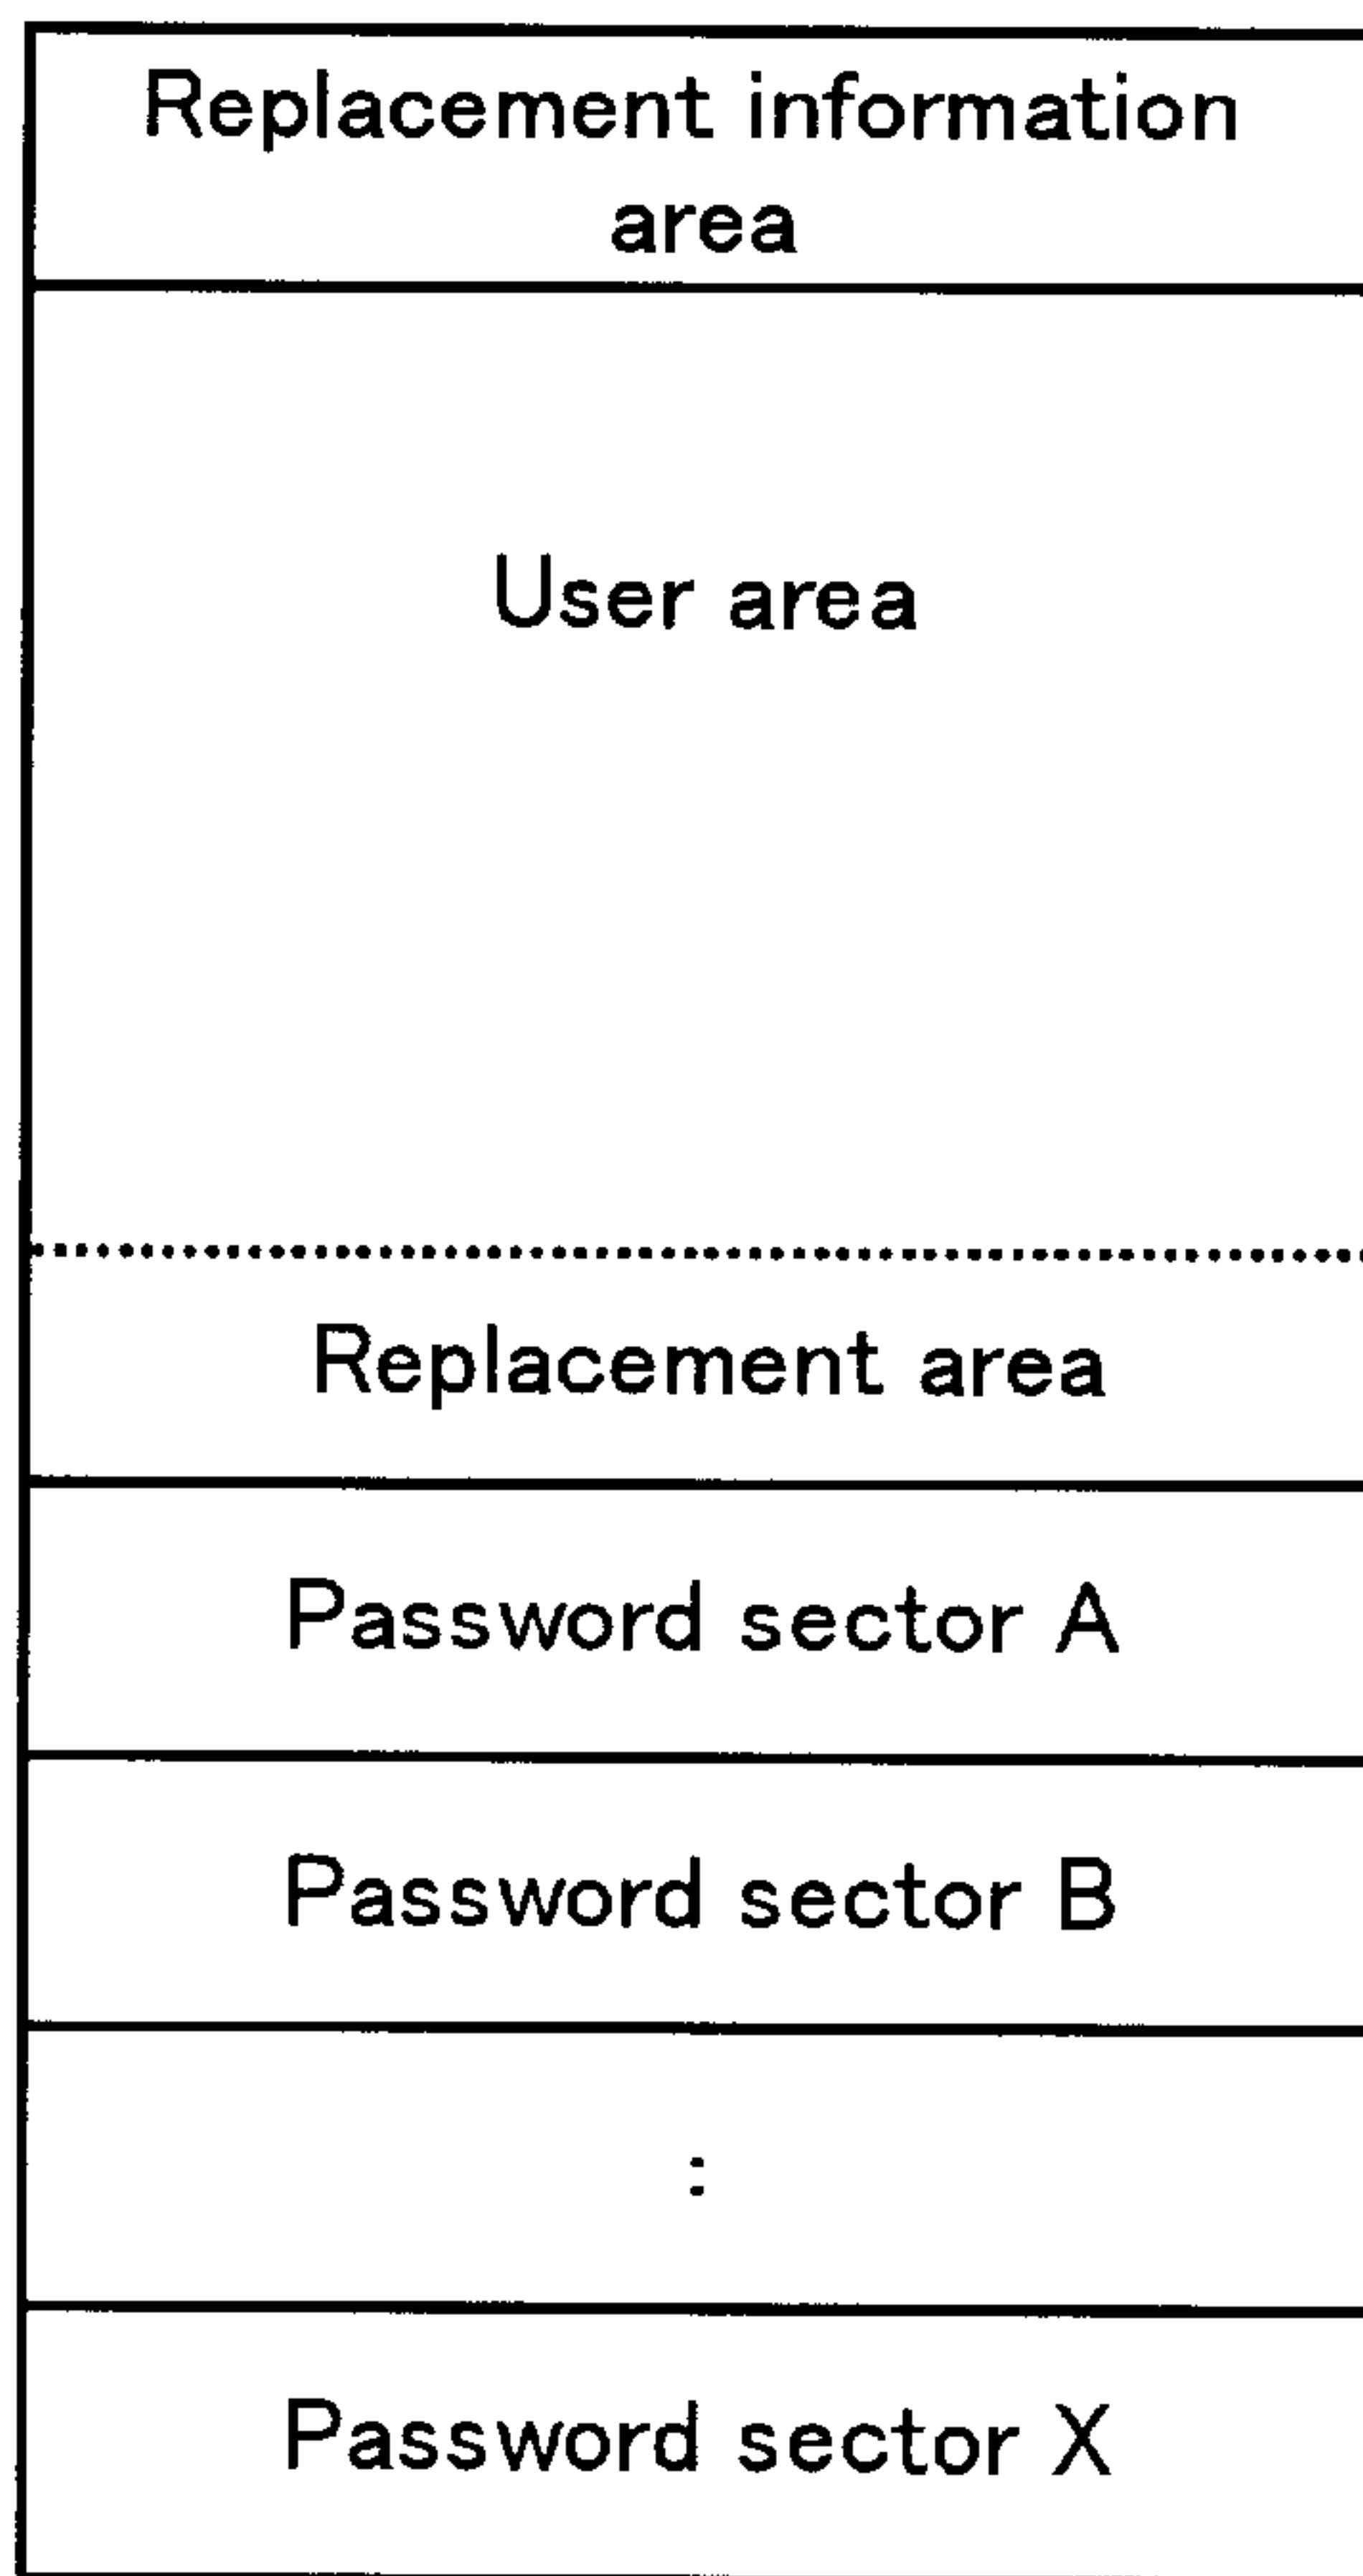 Replacement information
area
User area
Replacement area
Password sector A
Password sector B
:
Password sector X